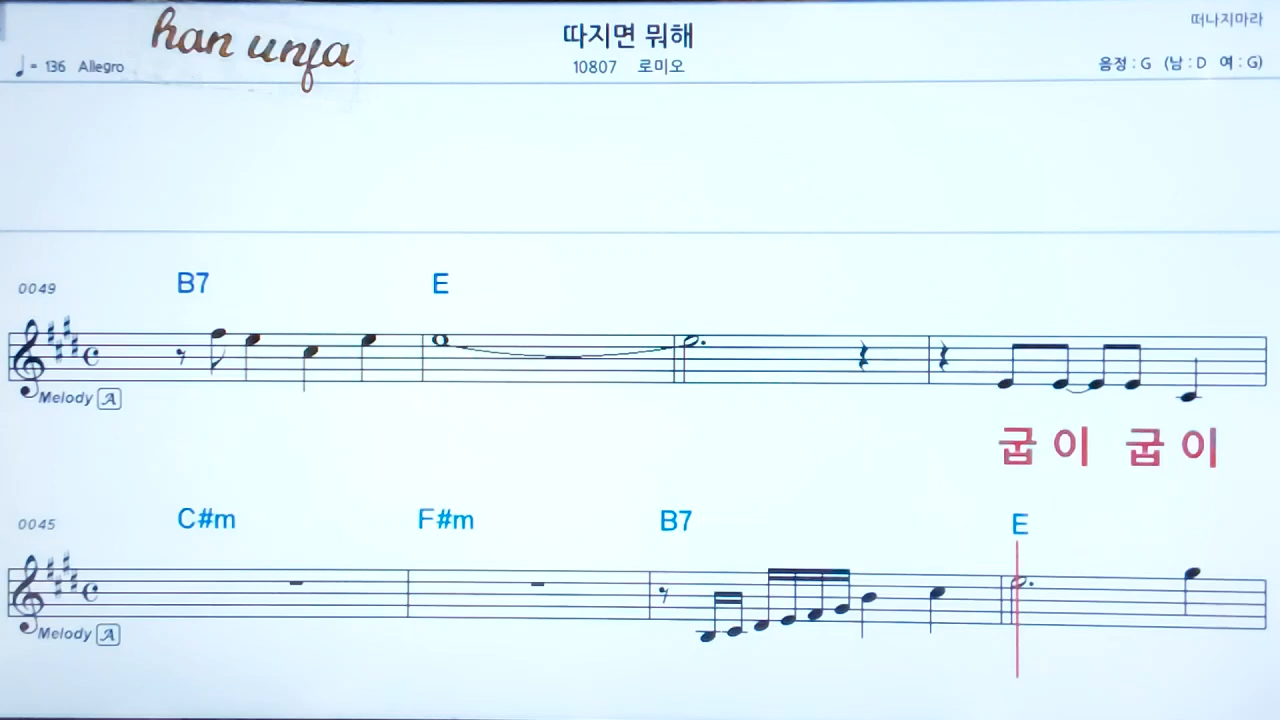 han unfa
따지면 뭐해
떠나지마라
♩= 136 Allegro
10807 로미오
음정 : G (남 : D 여 : G)
B7 E
0049
Melody A
굽이 굽이
C#m F#m B7 E
0045
Melody A